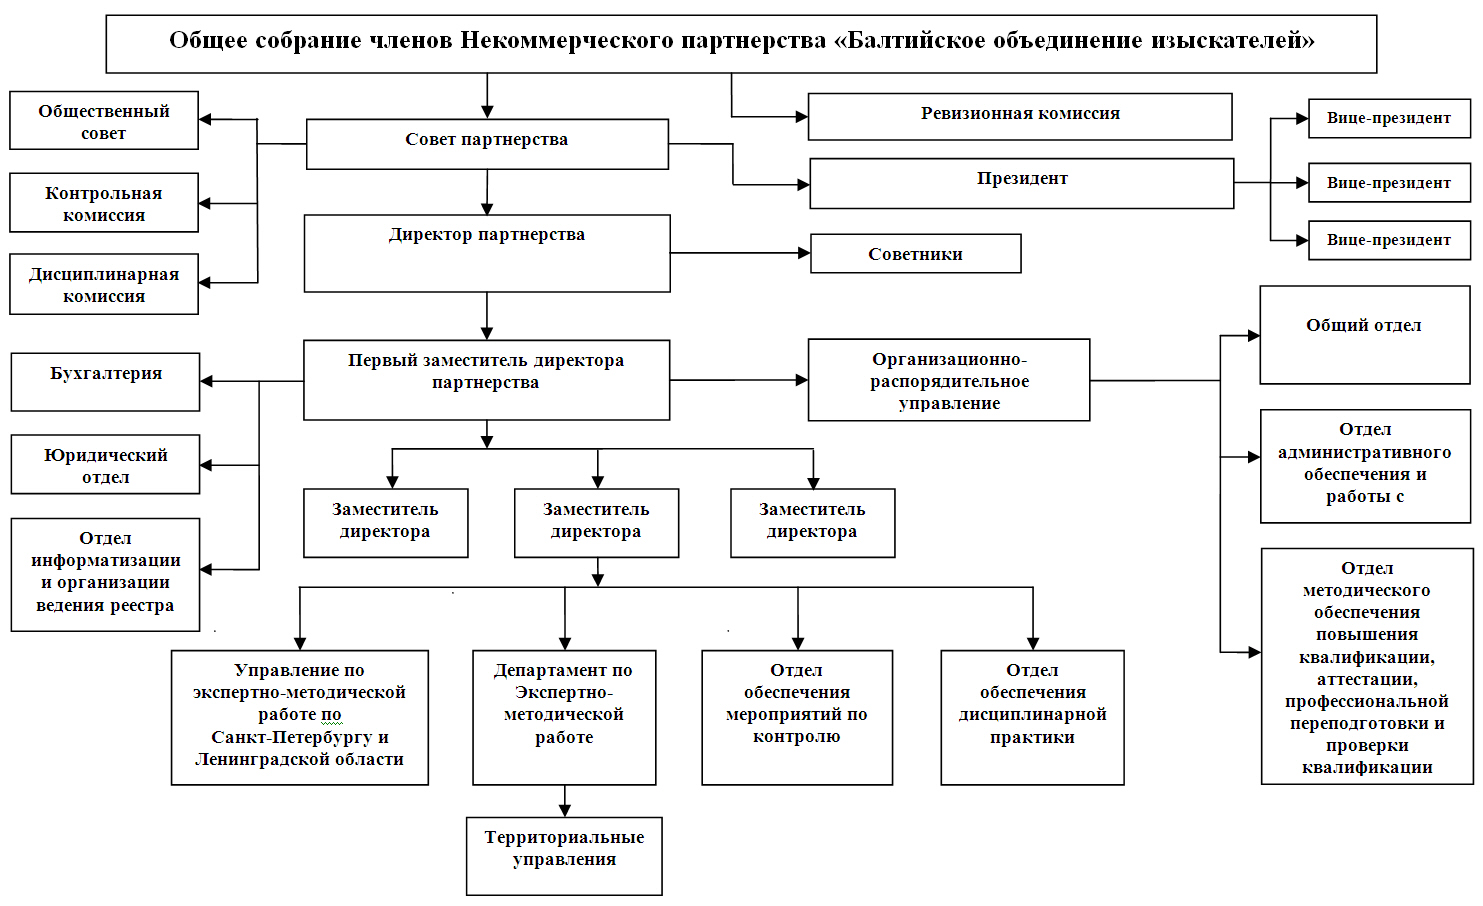 Общее собрание членов Некоммерческого партнерства «Балтийское объединение изыскателей»
Общественный
совет
Контрольная
комиссия
Дисциплинарная
комиссия
Совет партнерства
Ревизионная комиссия
Президент
Вице-президент
Вице-президент
Вице-президент
Директор партнерства
Советники
Первый заместитель директора
партнерства
Бухгалтерия
Юридический
отдел
Отдел
информатизации
и организации
ведения реестра
Организационно-
распорядительное
управление
Общий отдел
Отдел
административного
обеспечения и
работы с
Отдел
методического
обеспечения
повышения
квалификации,
аттестации,
профессиональной
переподготовки и
проверки
квалификации
Заместитель
директора
Заместитель
директора
Заместитель
директора
Управление по
экспертно-методической
работе по
Санкт-Петербургу и
Ленинградской области
Департамент по
Экспертно-
методической
работе
Отдел
обеспечения
мероприятий по
контролю
Отдел
обеспечения
дисциплинарной
практики
Территориальные
управления